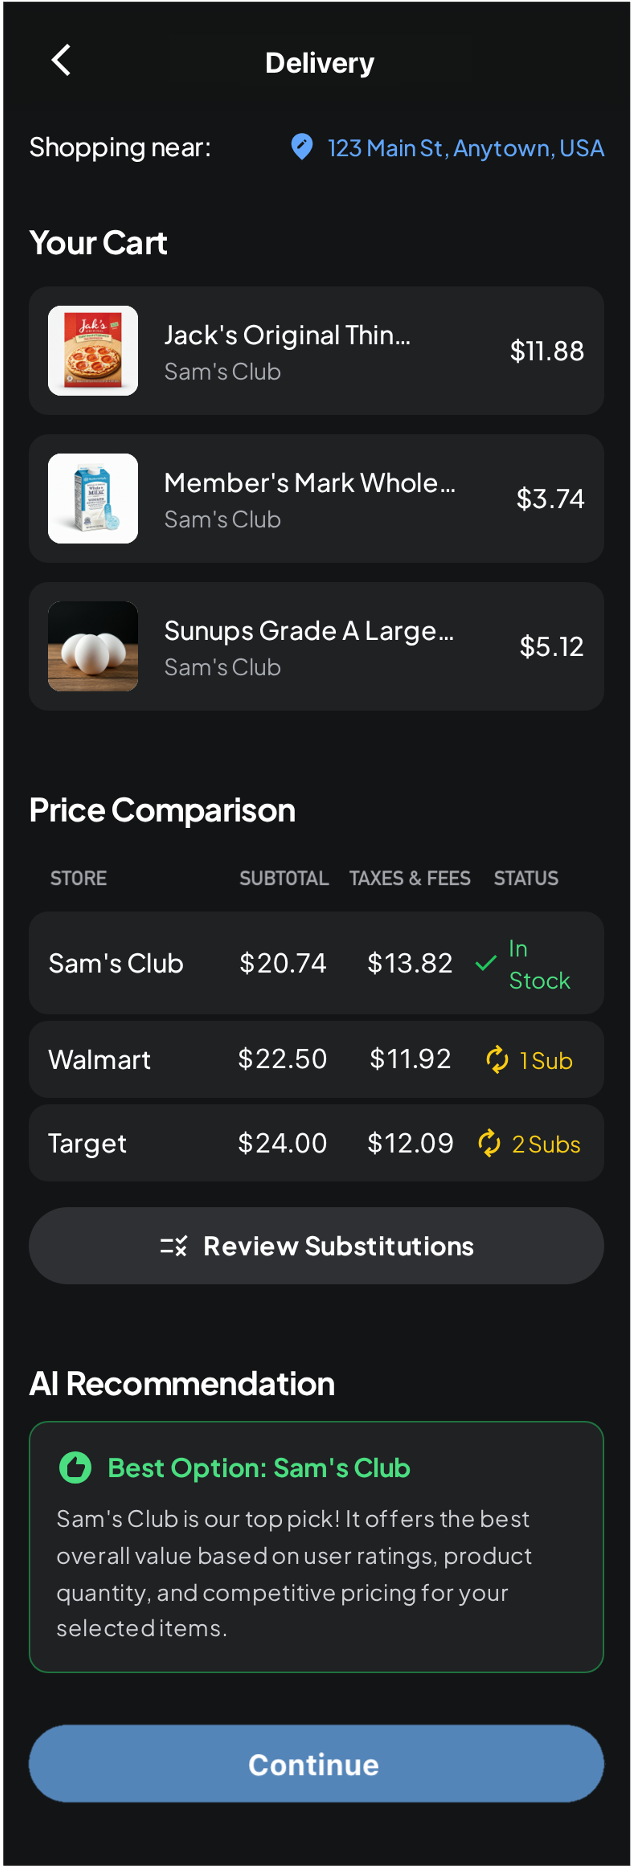 Delivery
Shopping near: 123 Main St, Anytown, USA
Your Cart
Jak's
Jack's Original Thin...
Sam's Club
$11.88
Whole
Milk
Member's Mark Whole...
Sam's Club
$3.74
Sunups Grade A Large...
Sam's Club
$5.12
Price Comparison
STORE SUBTOTAL TAXES & FEES STATUS
Sam's Club $20.74 $13.82 In
Stock
Walmart $22.50 $11.92 1 Sub
Target $24.00 $12.09 2 Subs
Review Substitutions
AI Recommendation
Best Option: Sam's Club
Sam's Club is our top pick! It offers the best
overall value based on user ratings, product
quantity, and competitive pricing for your
selected items.
Continue